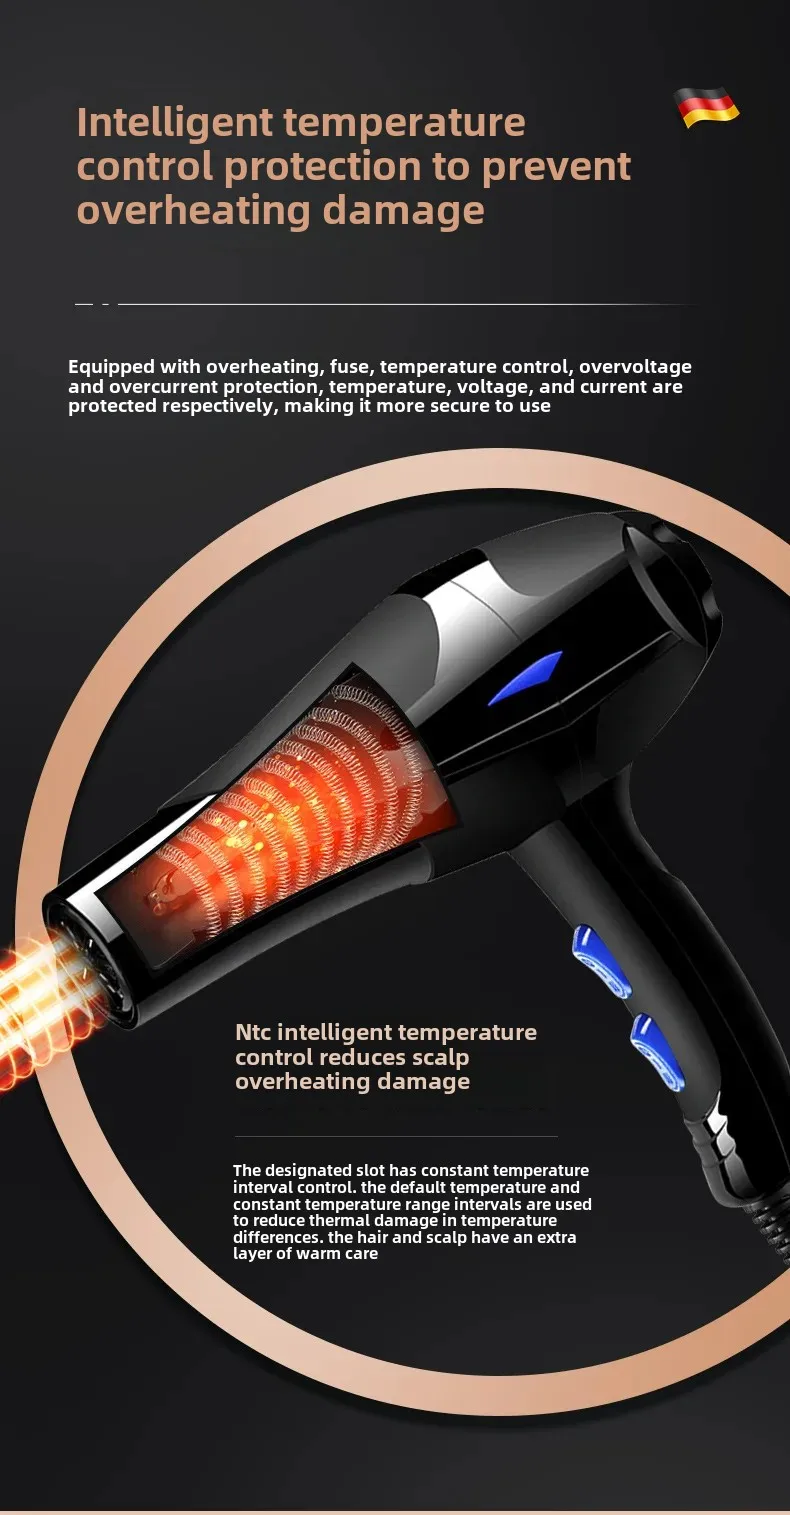 Intelligent temperature
control protection to prevent
overheating damage
Equipped with overheating, fuse, temperature control, overvoltage
and overcurrent protection, temperature, voltage, and current are
protected respectively, making it more secure to use
Ntc intelligent temperature
control reduces scalp
overheating damage
The designated slot has constant temperature
interval control. the default temperature and
constant temperature range intervals are used
to reduce thermal damage in temperature
differences. the hair and scalp have an extra
layer of warm care